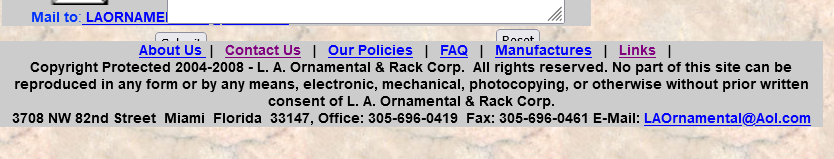 Mail to: LAORNAME
About Us | Contact Us | Our Policies | FAQ | Manufactures | Links |
Copyright Protected 2004-2008 - L. A. Ornamental & Rack Corp. All rights reserved. No part of this site can be
reproduced in any form or by any means, electronic, mechanical, photocopying, or otherwise without prior written
consent of L. A. Ornamental & Rack Corp.
3708 NW 82nd Street Miami Florida 33147, Office: 305-696-0419 Fax: 305-696-0461 E-Mail: LAOrnamental@Aol.com